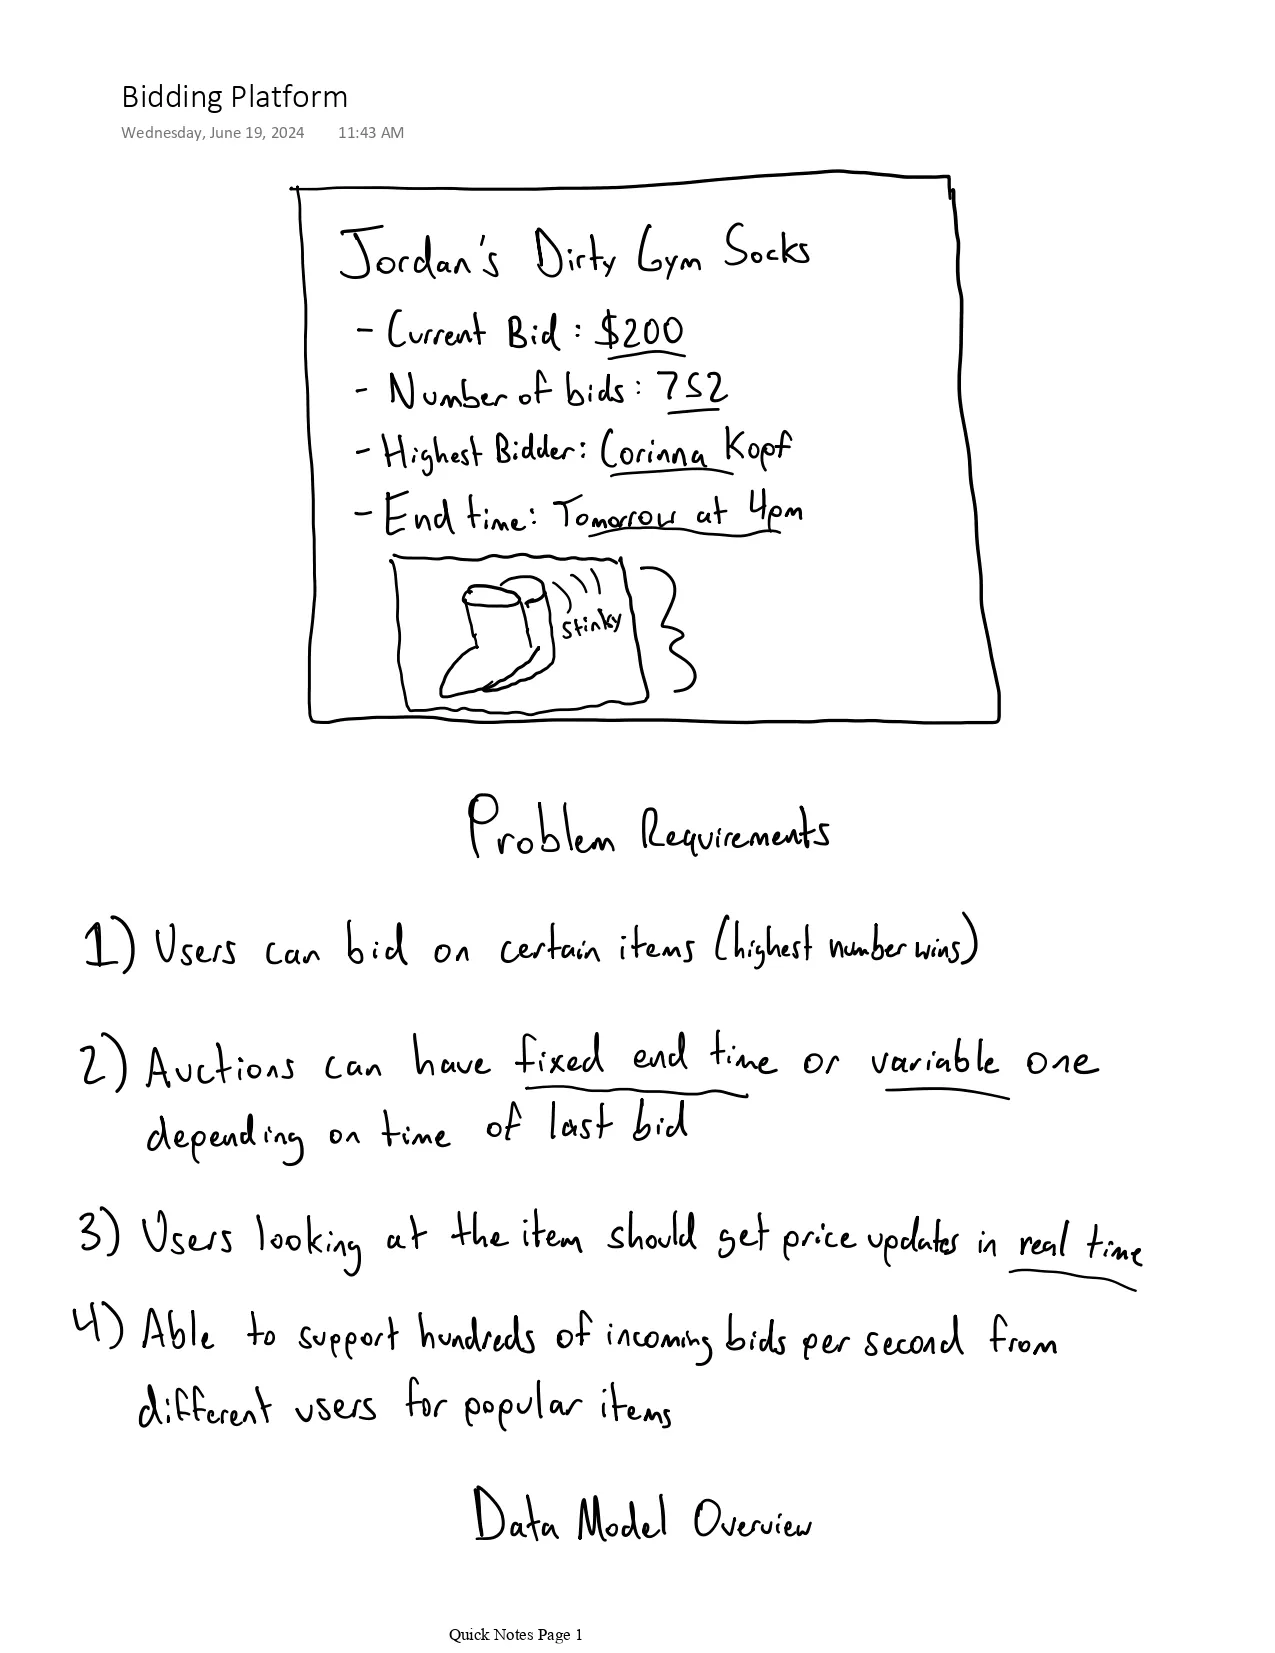 Bidding Platform
Wednesday, June 19, 2024 11:43 AM
Jordan's Dirty Gym Socks
- Current Bid: $200
- Number of bids: 752
- Highest Bidder: Corinna Kopf
- End time: Tomorrow at 4pm
stinky
Problem Requirements
1) Users can bid on certain items (highest number wins)
2) Auctions can have fixed end time or variable one
depending on time of last bid
3) Users looking at the item should get price updates in real time
4) Able to support hundreds of incoming bids per second from
different users for popular items
Data Model Overview
Quick Notes Page 1